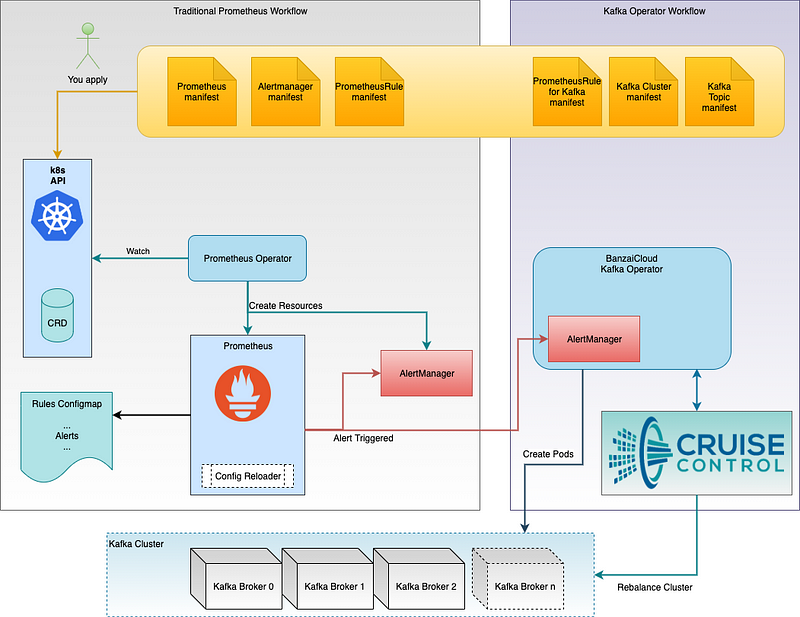 Traditional Prometheus Workflow
Kafka Operator Workflow
You apply
Prometheus
manifest
Alertmanager
manifest
PrometheusRule
manifest
PrometheusRule
for Kafka
manifest
Kafka Cluster
manifest
Kafka
Topic
manifest
k8s
API
CRD
Watch
Prometheus Operator
Create Resources
BanzaiCloud
Kafka Operator
AlertManager
Prometheus
AlertManager
Rules Configmap
...
Alerts
...
Config Reloader
Alert Triggered
Create Pods
CRUISE
CONTROL
Kafka Cluster
Kafka Broker 0
Kafka Broker 1
Kafka Broker 2
Kafka Broker n
Rebalance Cluster